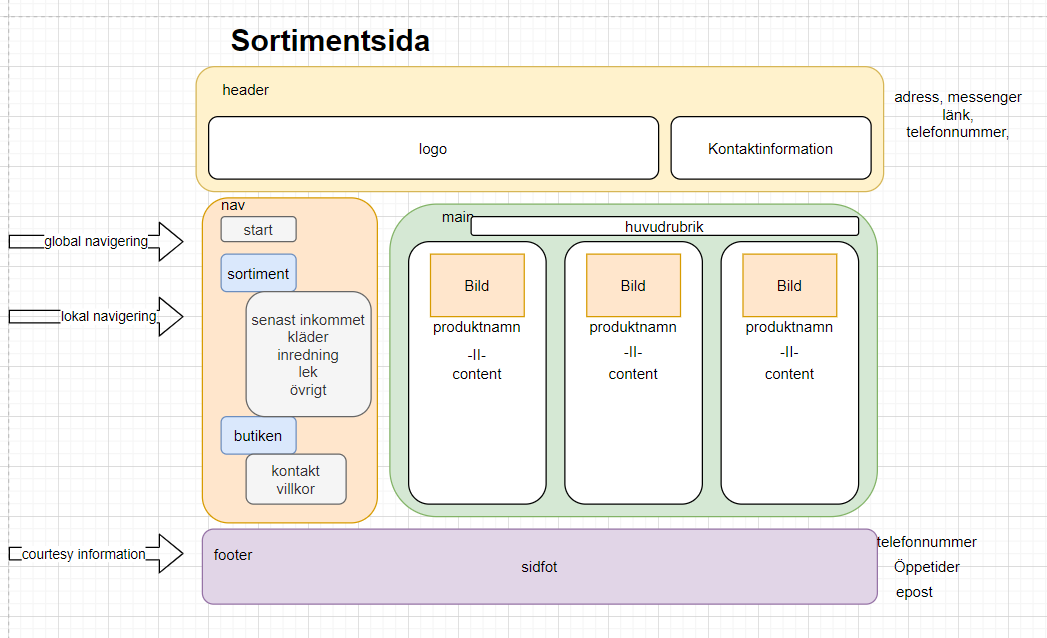 Sortimentsida
header
logo
Kontaktinformation
adress, messenger
länk,
telefonnummer,
nav
start
sortiment
senast inkommet
kläder
inredning
lek
övrigt
butiken
kontakt
villkor
global navigering
lokal navigering
main
huvudrubrik
Bild
produktnamn
-II-
content
Bild
produktnamn
-II-
content
Bild
produktnamn
-II-
content
courtesy information
footer
sidfot
telefonnummer
Öppetider
epost